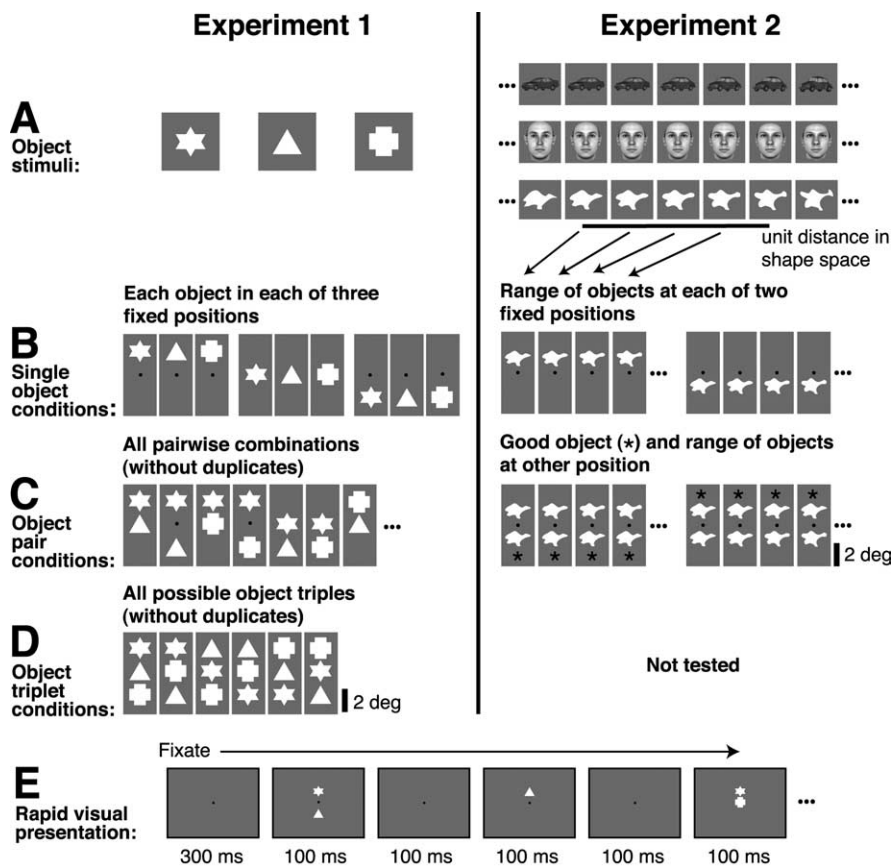 Experiment 1
Experiment 2
A
Object
stimuli:
unit distance in
shape space
Each object in each of three
fixed positions
Range of objects at each of two
fixed positions
B
Single
object
conditions:
All pairwise combinations
(without duplicates)
Good object (*) and range of objects
at other position
C
Object
pair
conditions:
2 deg
All possible object triples
(without duplicates)
D
Object
triplet
conditions:
2 deg
Not tested
Fixate
E
Rapid visual
presentation:
300 ms 100 ms 100 ms 100 ms 100 ms 100 ms